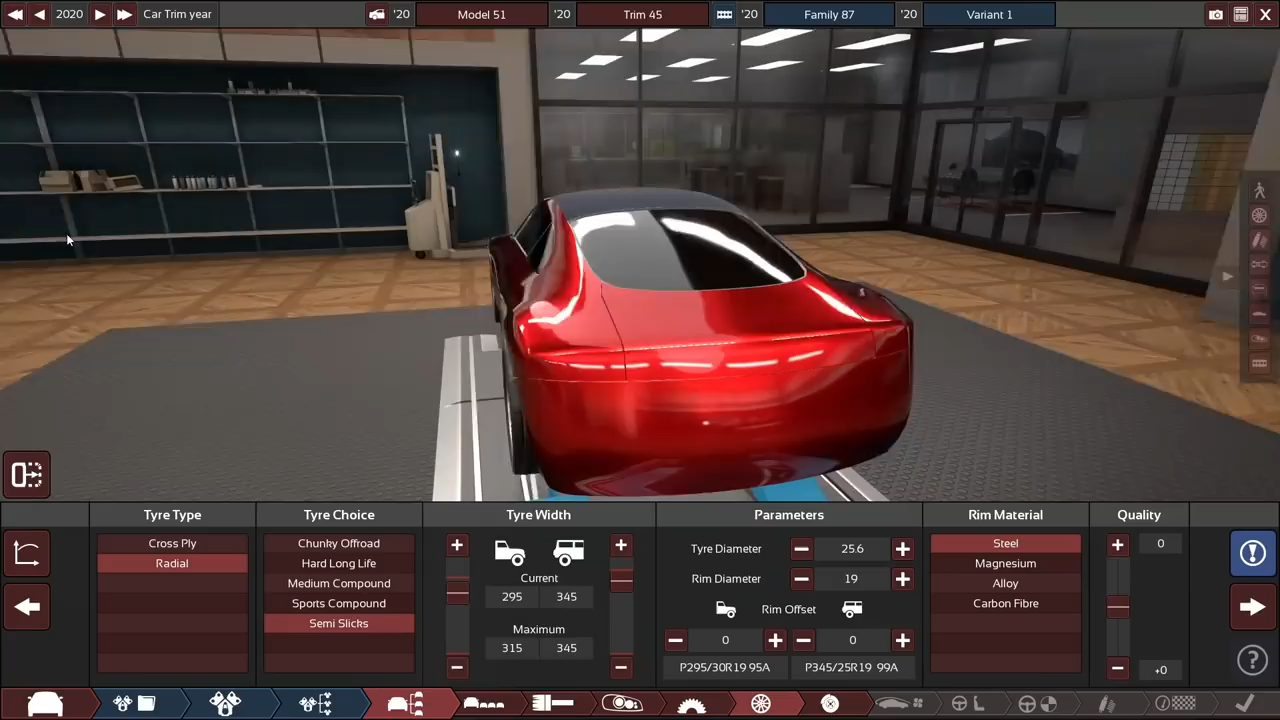 2020 Car Trim year '20 Model 51 '20 Trim 45 '20 Family 87 '20 Variant 1
Tyre Type
Cross Ply
Radial
Tyre Choice
Chunky Offroad
Hard Long Life
Medium Compound
Sports Compound
Semi Slicks
Tyre Width
Current
295 345
Maximum
315 345
Parameters
Tyre Diameter 25.6
Rim Diameter 19
Rim Offset
0 0
P295/30R19 95A P345/25R19 99A
Rim Material
Steel
Magnesium
Alloy
Carbon Fibre
Quality
0
+0